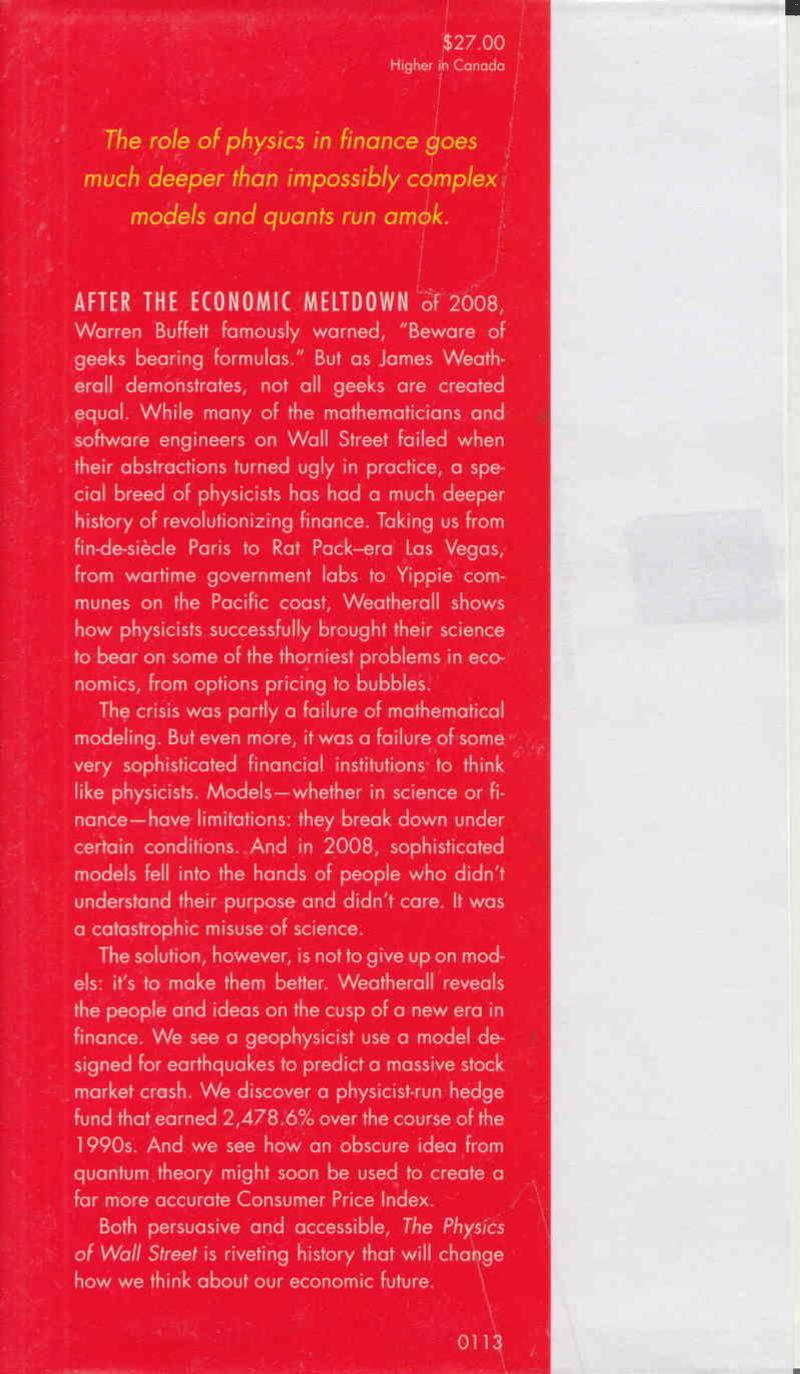 $27.00
Higher in Canada
The role of physics in finance goes
much deeper than impossibly complex
models and quants run amok.
AFTER THE ECONOMIC MELTDOWN of 2008,
Warren Buffett famously warned, “Beware of
geeks bearing formulas.” But as James Weath-
erall demonstrates, not all geeks are created
equal. While many of the mathematicians and
software engineers on Wall Street failed when
their abstractions turned ugly in practice, a spe-
cial breed of physicists has had a much deeper
history of revolutionizing finance. Taking us from
fin-de-siècle Paris to Rat Pack–era Las Vegas,
from wartime government labs to Yippie com-
munes on the Pacific coast, Weatherall shows
how physicists successfully brought their science
to bear on some of the thorniest problems in eco-
nomics, from options pricing to bubbles.
The crisis was partly a failure of mathematical
modeling. But even more, it was a failure of some
very sophisticated financial institutions to think
like physicists. Models—whether in science or fi-
nance—have limitations: they break down under
certain conditions. And in 2008, sophisticated
models fell into the hands of people who didn’t
understand their purpose and didn’t care. It was
a catastrophic misuse of science.
The solution, however, is not to give up on mod-
els: it’s to make them better. Weatherall reveals
the people and ideas on the cusp of a new era in
finance. We see a geophysicist use a model de-
signed for earthquakes to predict a massive stock
market crash. We discover a physicist-run hedge
fund that earned 2,478.6% over the course of the
1990s. And we see how an obscure idea from
quantum theory might soon be used to create a
far more accurate Consumer Price Index.
Both persuasive and accessible, The Physics
of Wall Street is riveting history that will change
how we think about our economic future.
0113